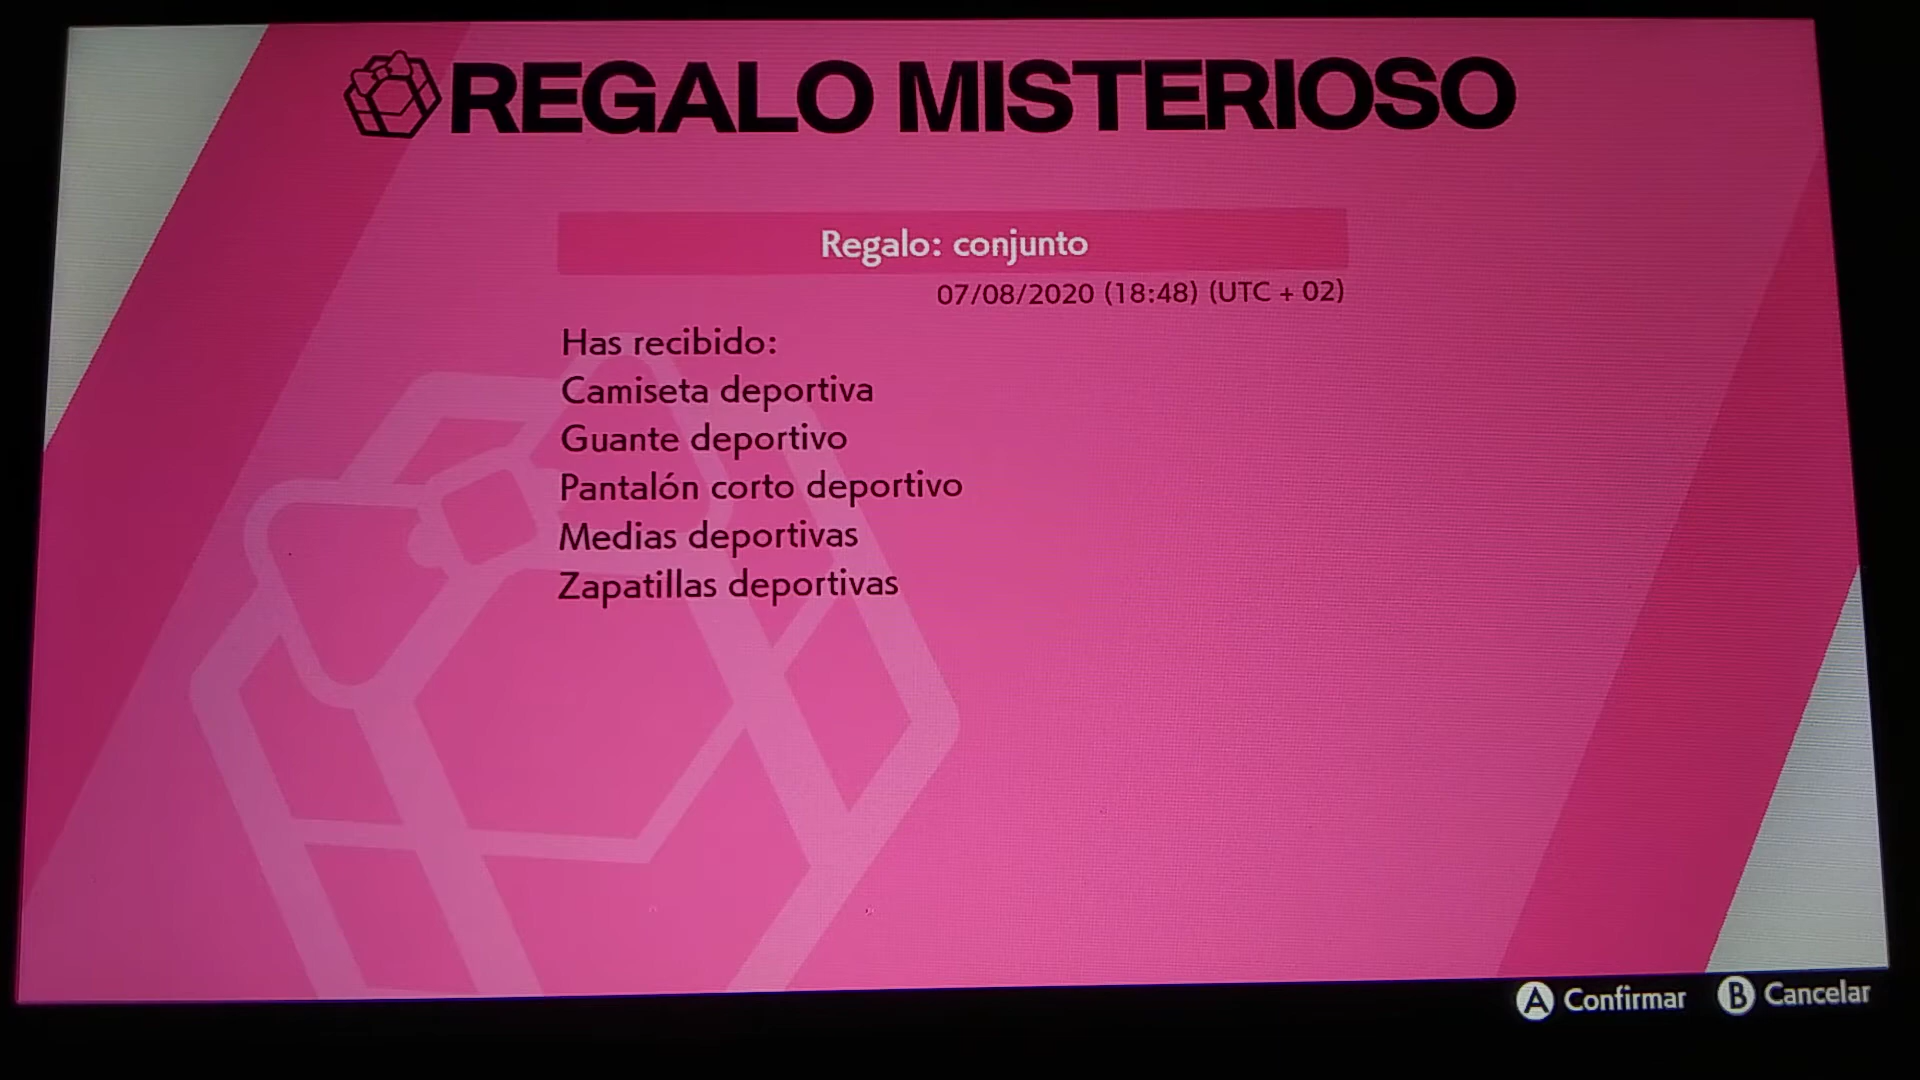 REGALO MISTERIOSO
Regalo: conjunto
07/08/2020 (18:48) (UTC + 02)
Has recibido:
Camiseta deportiva
Guante deportivo
Pantalón corto deportivo
Medias deportivas
Zapatillas deportivas
A Confirmar B Cancelar